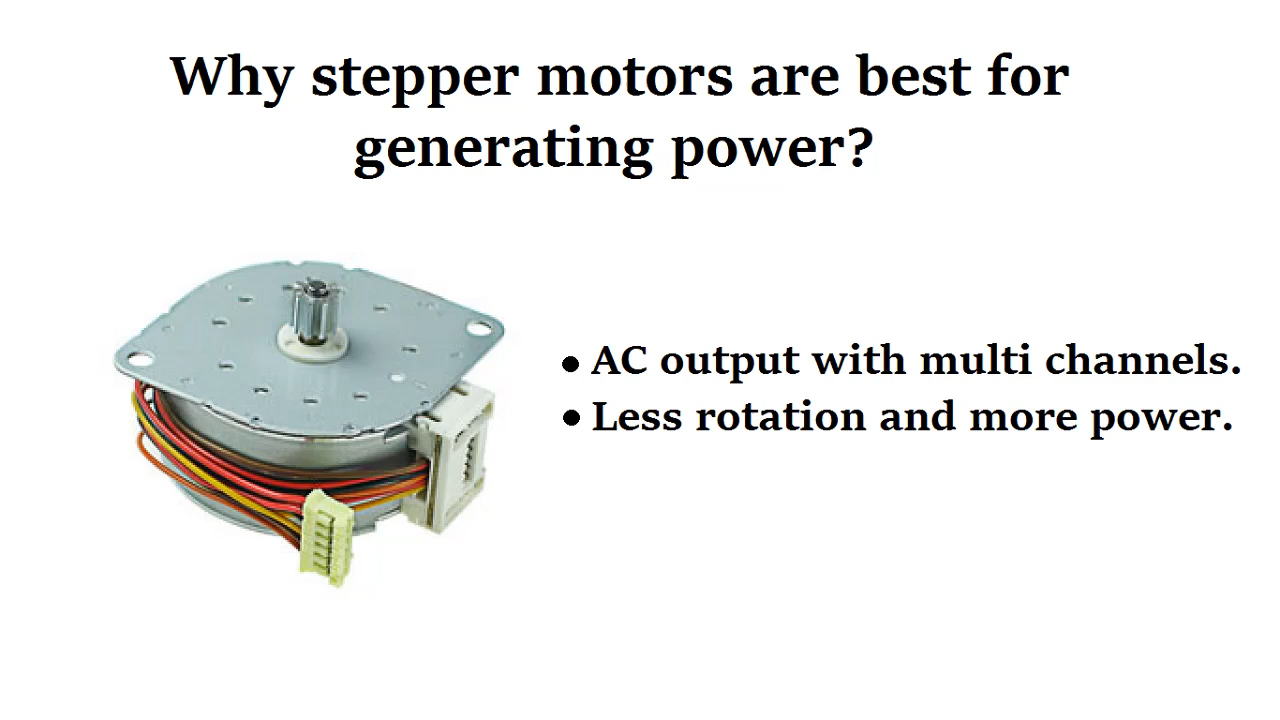 Why stepper motors are best for
generating power?
• AC output with multi channels.
• Less rotation and more power.